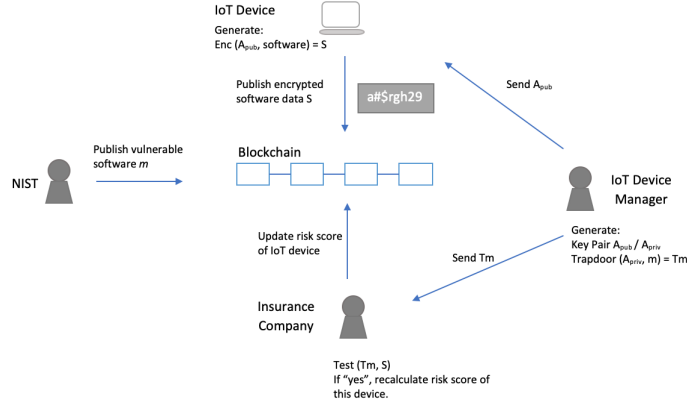 IoT Device
Generate:
Enc (Apub, software) = S
Publish encrypted
software data S
a#$rgh29
Send Apub
Publish vulnerable
software m
NIST
Blockchain
IoT Device
Manager
Generate:
Key Pair Apub / Apriv
Trapdoor (Apriv, m) = Tm
Update risk score
of IoT device
Send Tm
Insurance
Company
Test (Tm, S)
If "yes", recalculate risk score of
this device.